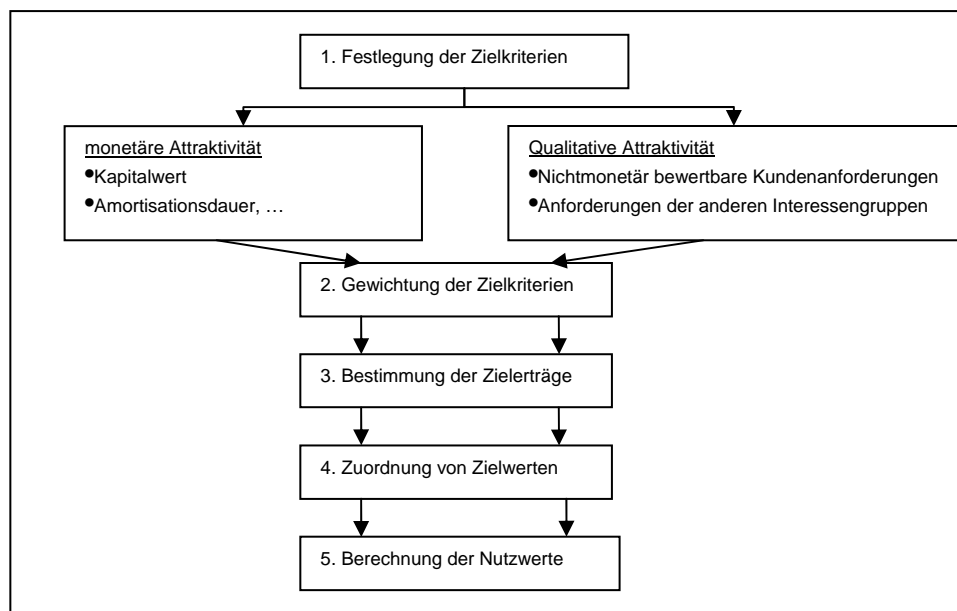 1. Festlegung der Zielkriterien
monetäre Attraktivität
•Kapitalwert
•Amortisationsdauer, …
Qualitative Attraktivität
•Nichtmonetär bewertbare Kundenanforderungen
•Anforderungen der anderen Interessengruppen
2. Gewichtung der Zielkriterien
3. Bestimmung der Zielerträge
4. Zuordnung von Zielwerten
5. Berechnung der Nutzwerte